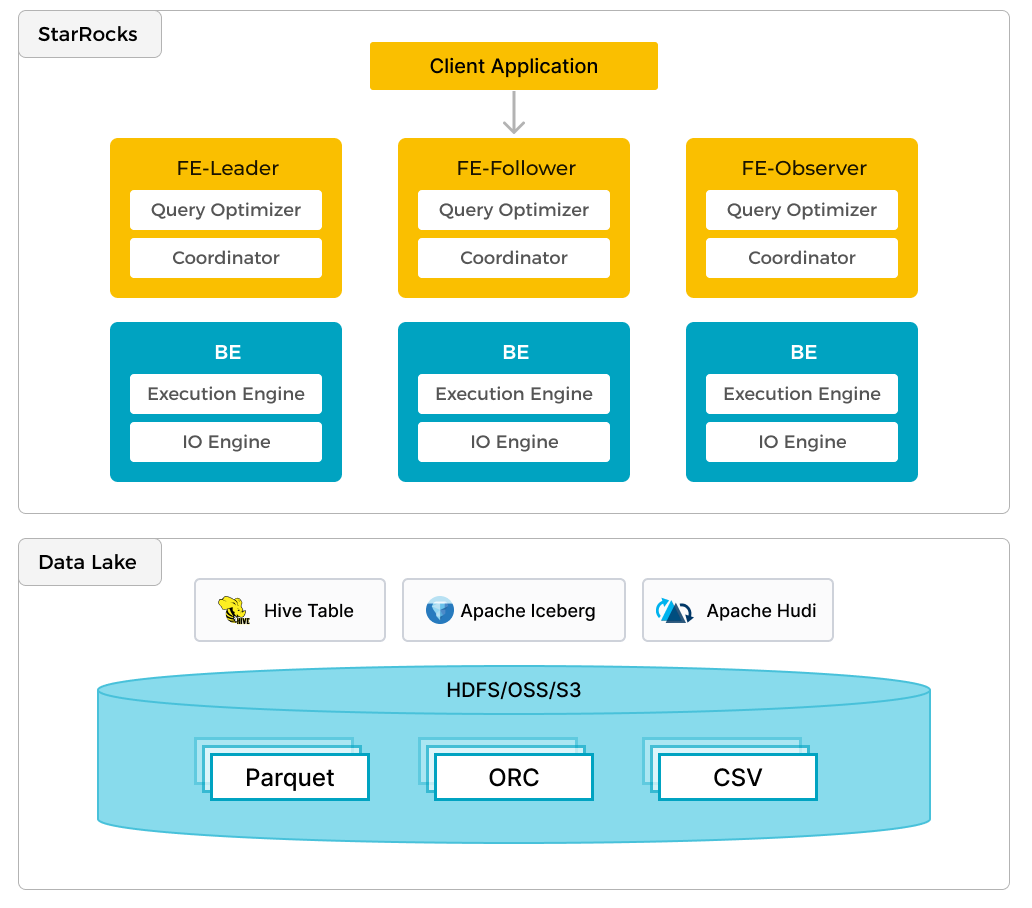 StarRocks
Client Application
FE-Leader
Query Optimizer
Coordinator
FE-Follower
Query Optimizer
Coordinator
FE-Observer
Query Optimizer
Coordinator
BE
Execution Engine
IO Engine
BE
Execution Engine
IO Engine
BE
Execution Engine
IO Engine
Data Lake
HIVE
Hive Table
Apache Iceberg
Apache Hudi
HDFS/OSS/S3
Parquet
ORC
CSV